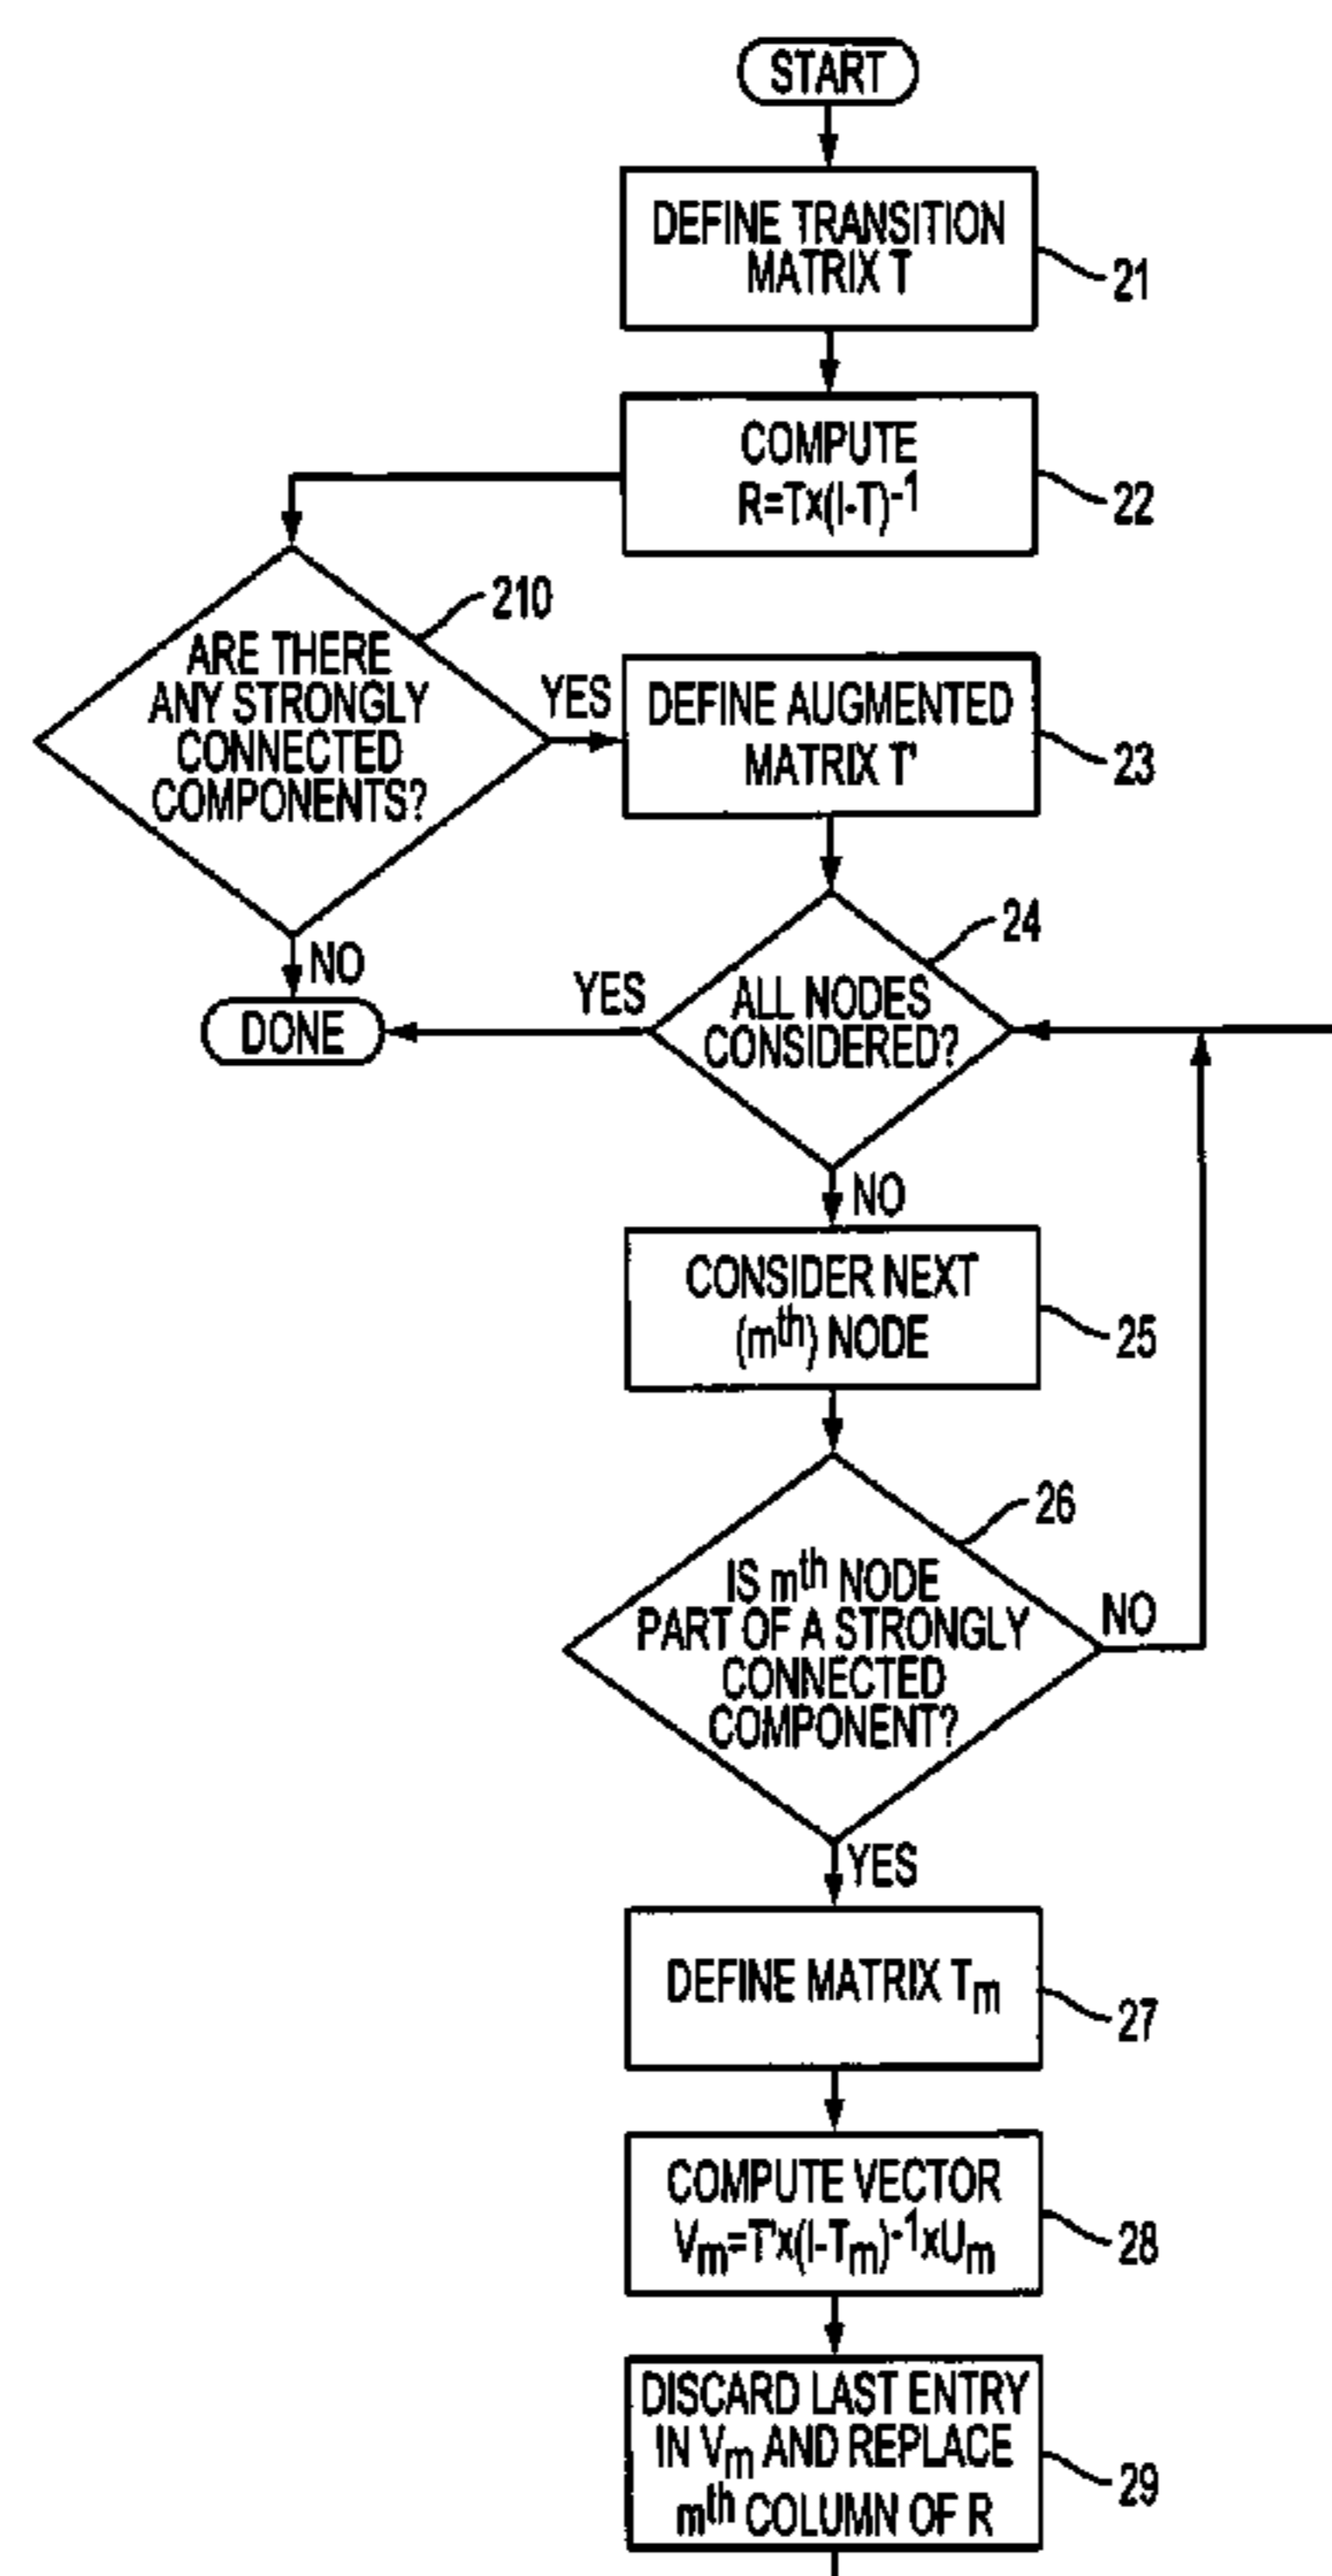 START
DEFINE TRANSITION
MATRIX T
21
COMPUTE
R=Tx(I-T)-1
22
210
ARE THERE
ANY STRONGLY
CONNECTED
COMPONENTS?
YES
DEFINE AUGMENTED
MATRIX T'
23
NO
DONE
24
YES
ALL NODES
CONSIDERED?
NO
CONSIDER NEXT
(mth) NODE
25
26
IS mth NODE
PART OF A STRONGLY
CONNECTED
COMPONENT?
NO
YES
DEFINE MATRIX Tm
27
COMPUTE VECTOR
Vm=T'x(I-Tm)-1xUm
28
DISCARD LAST ENTRY
IN Vm AND REPLACE
mth COLUMN OF R
29